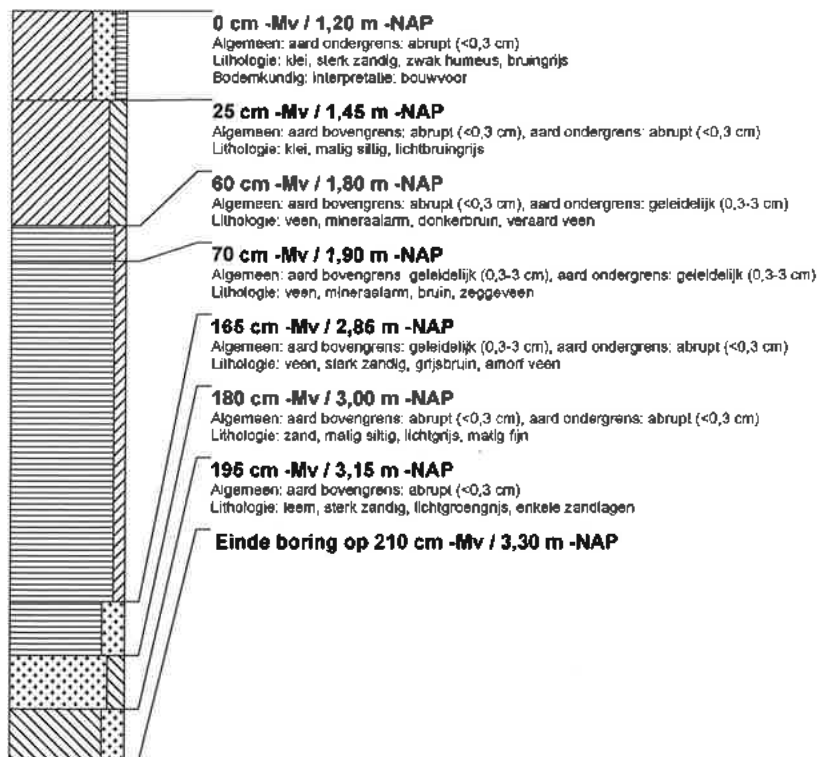 0 cm -Mv / 1,20 m -NAP
Algemeen: aard ondergrens: abrupt (<0,3 cm)
Lithologie: klei, sterk zandig, zwak humeus, bruingrijs
Bodemkundig: interpretatie: bouwvoor
25 cm -Mv / 1,45 m -NAP
Algemeen: aard bovengrens: abrupt (<0,3 cm), aard ondergrens: abrupt (<0,3 cm)
Lithologie: klei, matig siltig, lichtbruingrijs
60 cm -Mv / 1,80 m -NAP
Algemeen: aard bovengrens: abrupt (<0,3 cm), aard ondergrens: geleidelijk (0,3-3 cm)
Lithologie: veen, mineraalarm, donkerbruin, veraard veen
70 cm -Mv / 1,90 m -NAP
Algemeen: aard bovengrens: geleidelijk (0,3-3 cm), aard ondergrens: geleidelijk (0,3-3 cm)
Lithologie: veen, mineraalarm, bruin, zeggeveen
165 cm -Mv / 2,85 m -NAP
Algemeen: aard bovengrens: geleidelijk (0,3-3 cm), aard ondergrens: abrupt (<0,3 cm)
Lithologie: veen, sterk zandig, grijsbruin, amorf veen
180 cm -Mv / 3,00 m -NAP
Algemeen: aard bovengrens: abrupt (<0,3 cm), aard ondergrens: abrupt (<0,3 cm)
Lithologie: zand, matig siltig, lichtgrijs, matig fijn
195 cm -Mv / 3,15 m -NAP
Algemeen: aard bovengrens: abrupt (<0,3 cm)
Lithologie: leem, sterk zandig, lichtgroengrijs, enkele zandlagen
Einde boring op 210 cm -Mv / 3,30 m -NAP